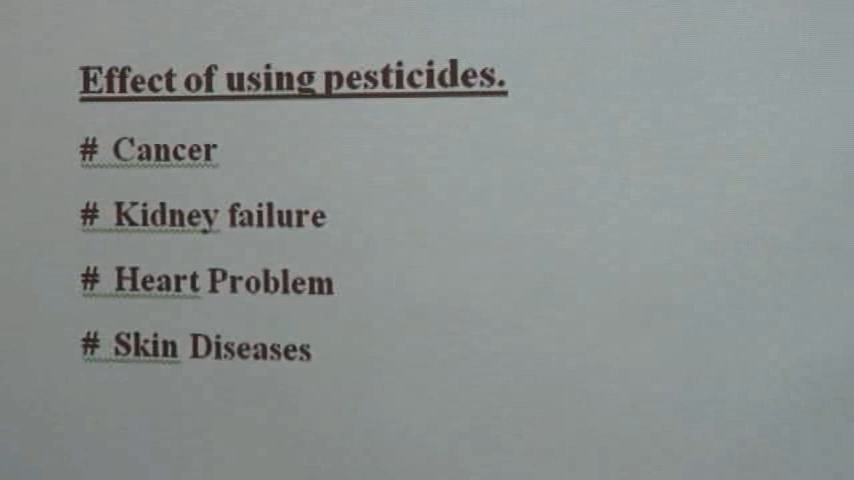 Effect of using pesticides.
# Cancer
# Kidney failure
# Heart Problem
# Skin Diseases